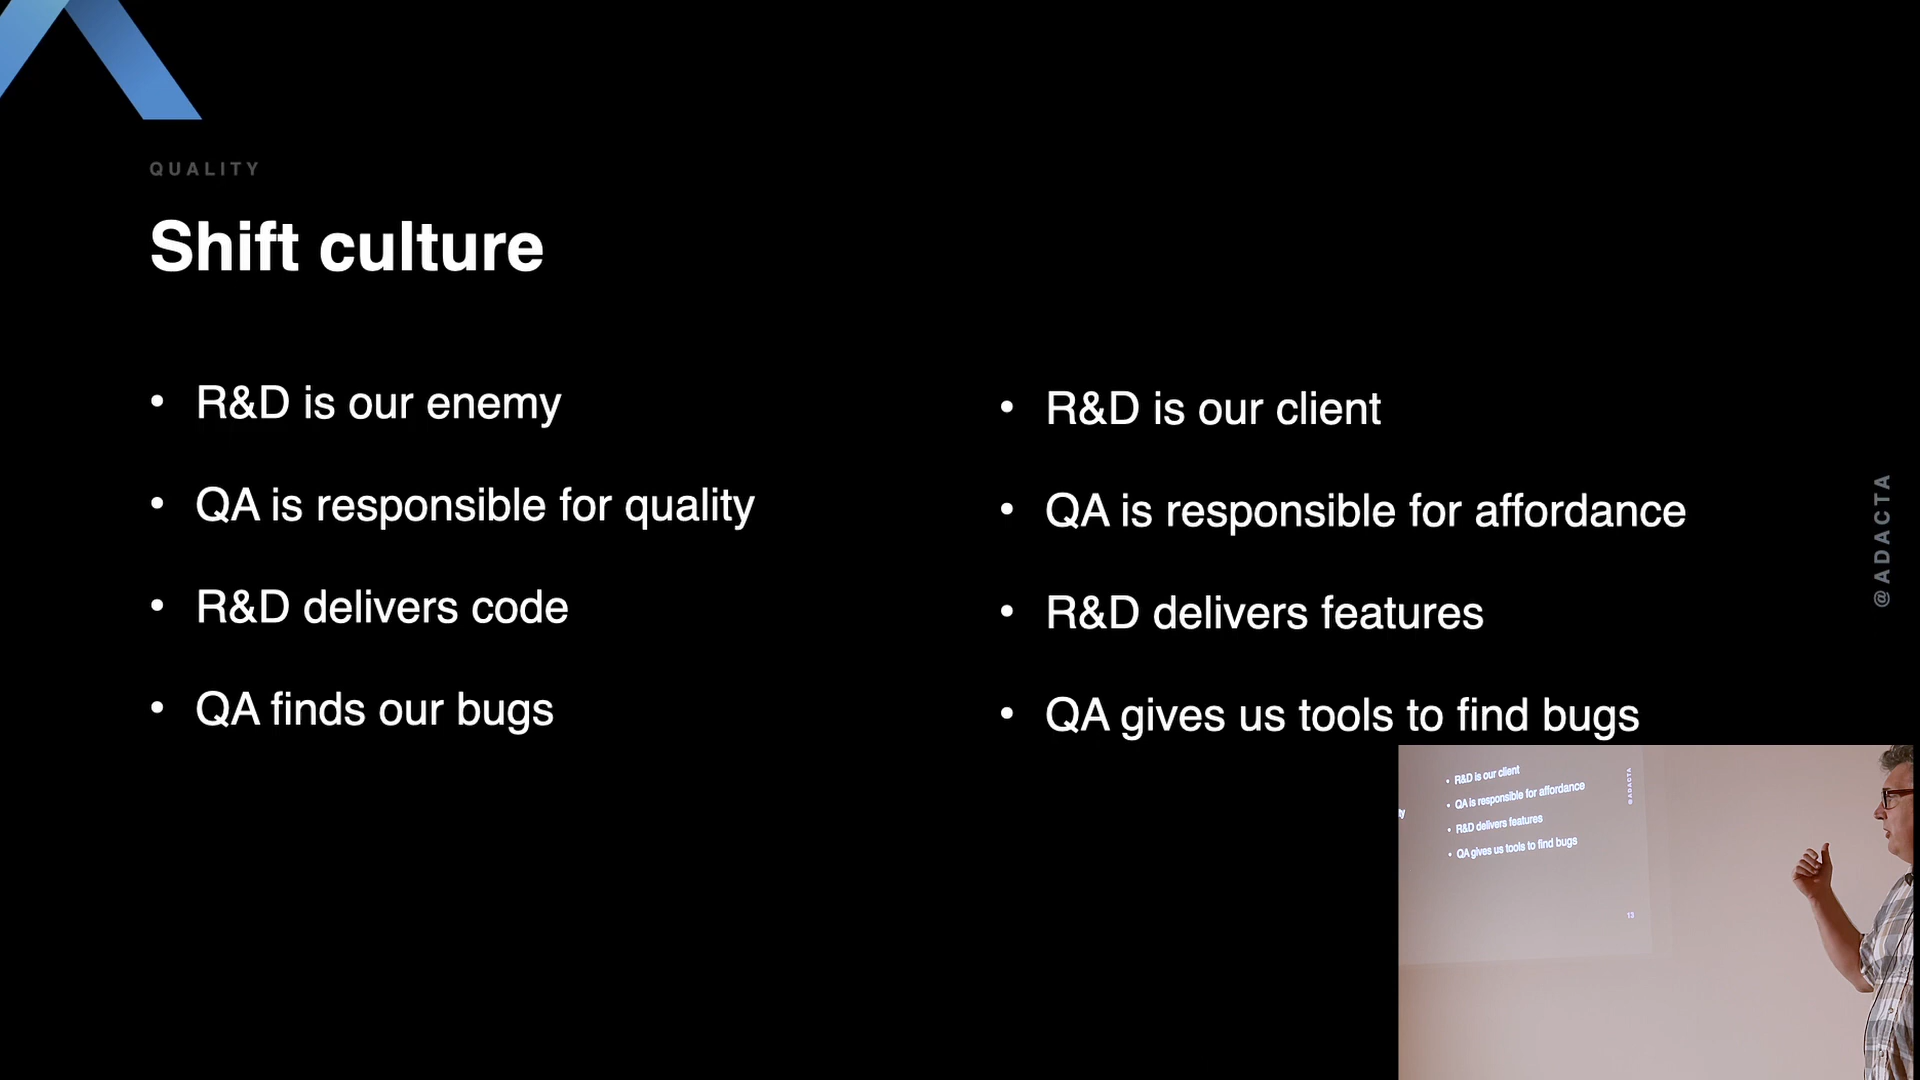 QUALITY
Shift culture
• R&D is our enemy
• QA is responsible for quality
• R&D delivers code
• QA finds our bugs
• R&D is our client
• QA is responsible for affordance
• R&D delivers features
• QA gives us tools to find bugs
@ADACTA
• R&D is our client
• QA is responsible for affordance
• R&D delivers features
• QA gives us tools to find bugs
@ADACTA
13